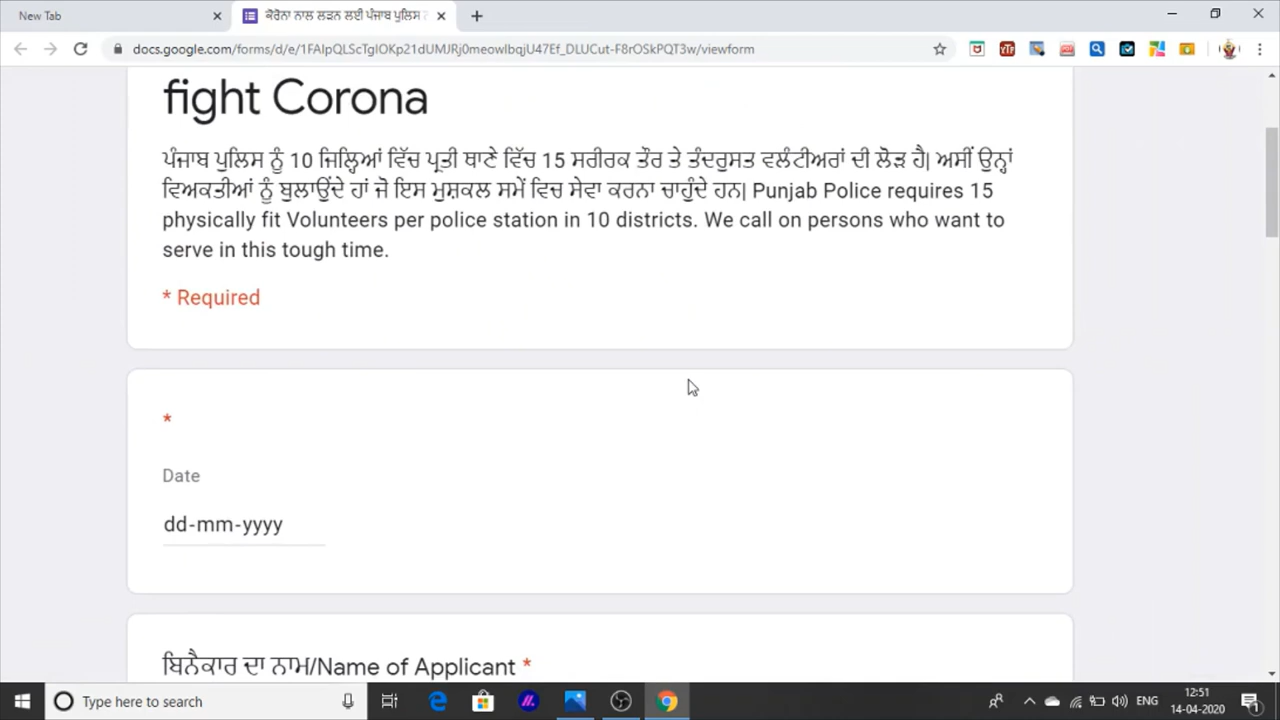 New Tab
ਕੋਰੋਨਾ ਨਾਲ ਲੜਨ ਲਈ ਪੰਜਾਬ ਪੁਲਿਸ
docs.google.com/forms/d/e/1FAIpQLScTgIOKp21dUMJRj0meowIbqjU47Ef_DLUCut-F8rOSkPQT3w/viewform
fight Corona
ਪੰਜਾਬ ਪੁਲਿਸ ਨੂੰ 10 ਜਿਲ੍ਹਿਆਂ ਵਿੱਚ ਪ੍ਰਤੀ ਥਾਣੇ ਵਿੱਚ 15 ਸਰੀਰਕ ਤੌਰ ਤੇ ਤੰਦਰੁਸਤ ਵਲੰਟੀਅਰਾਂ ਦੀ ਲੋੜ ਹੈ| ਅਸੀਂ ਉਨ੍ਹਾਂ
ਵਿਅਕਤੀਆਂ ਨੂੰ ਬੁਲਾਉਂਦੇ ਹਾਂ ਜੋ ਇਸ ਮੁਸ਼ਕਲ ਸਮੇਂ ਵਿਚ ਸੇਵਾ ਕਰਨਾ ਚਾਹੁੰਦੇ ਹਨ| Punjab Police requires 15
physically fit Volunteers per police station in 10 districts. We call on persons who want to
serve in this tough time.
* Required
*
Date
dd-mm-yyyy
ਬਿਨੈਕਾਰ ਦਾ ਨਾਮ/Name of Applicant *
Type here to search
ENG
12:51
14-04-2020